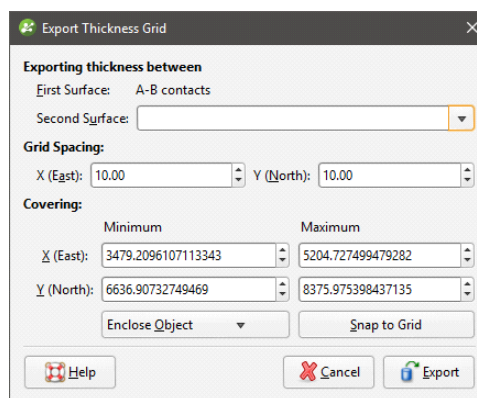 Export Thickness Grid
Exporting thickness between
First Surface: A-B contacts
Second Surface:
Grid Spacing:
X (East): 10.00 Y (North): 10.00
Covering:
Minimum Maximum
X (East): 3479.2096107113343 5204.727499479282
Y (North): 6636.90732749469 8375.975398437135
Enclose Object Snap to Grid
Help Cancel Export